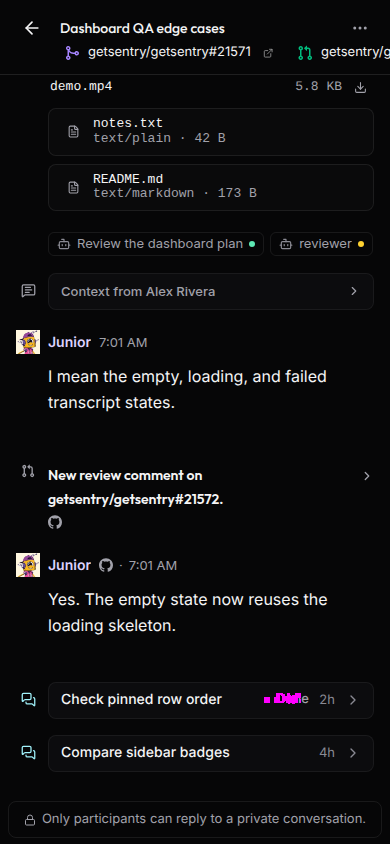 Dashboard QA edge cases
getsentry/getsentry#21571 getsentry/g
demo.mp4 5.8 KB
notes.txt
text/plain · 42 B
README.md
text/markdown · 173 B
Review the dashboard plan reviewer
Context from Alex Rivera
Junior 7:01 AM
I mean the empty, loading, and failed
transcript states.
New review comment on
getsentry/getsentry#21572.
Junior · 7:01 AM
Yes. The empty state now reuses the
loading skeleton.
Check pinned row order 2h
Compare sidebar badges 4h
Only participants can reply to a private conversation.